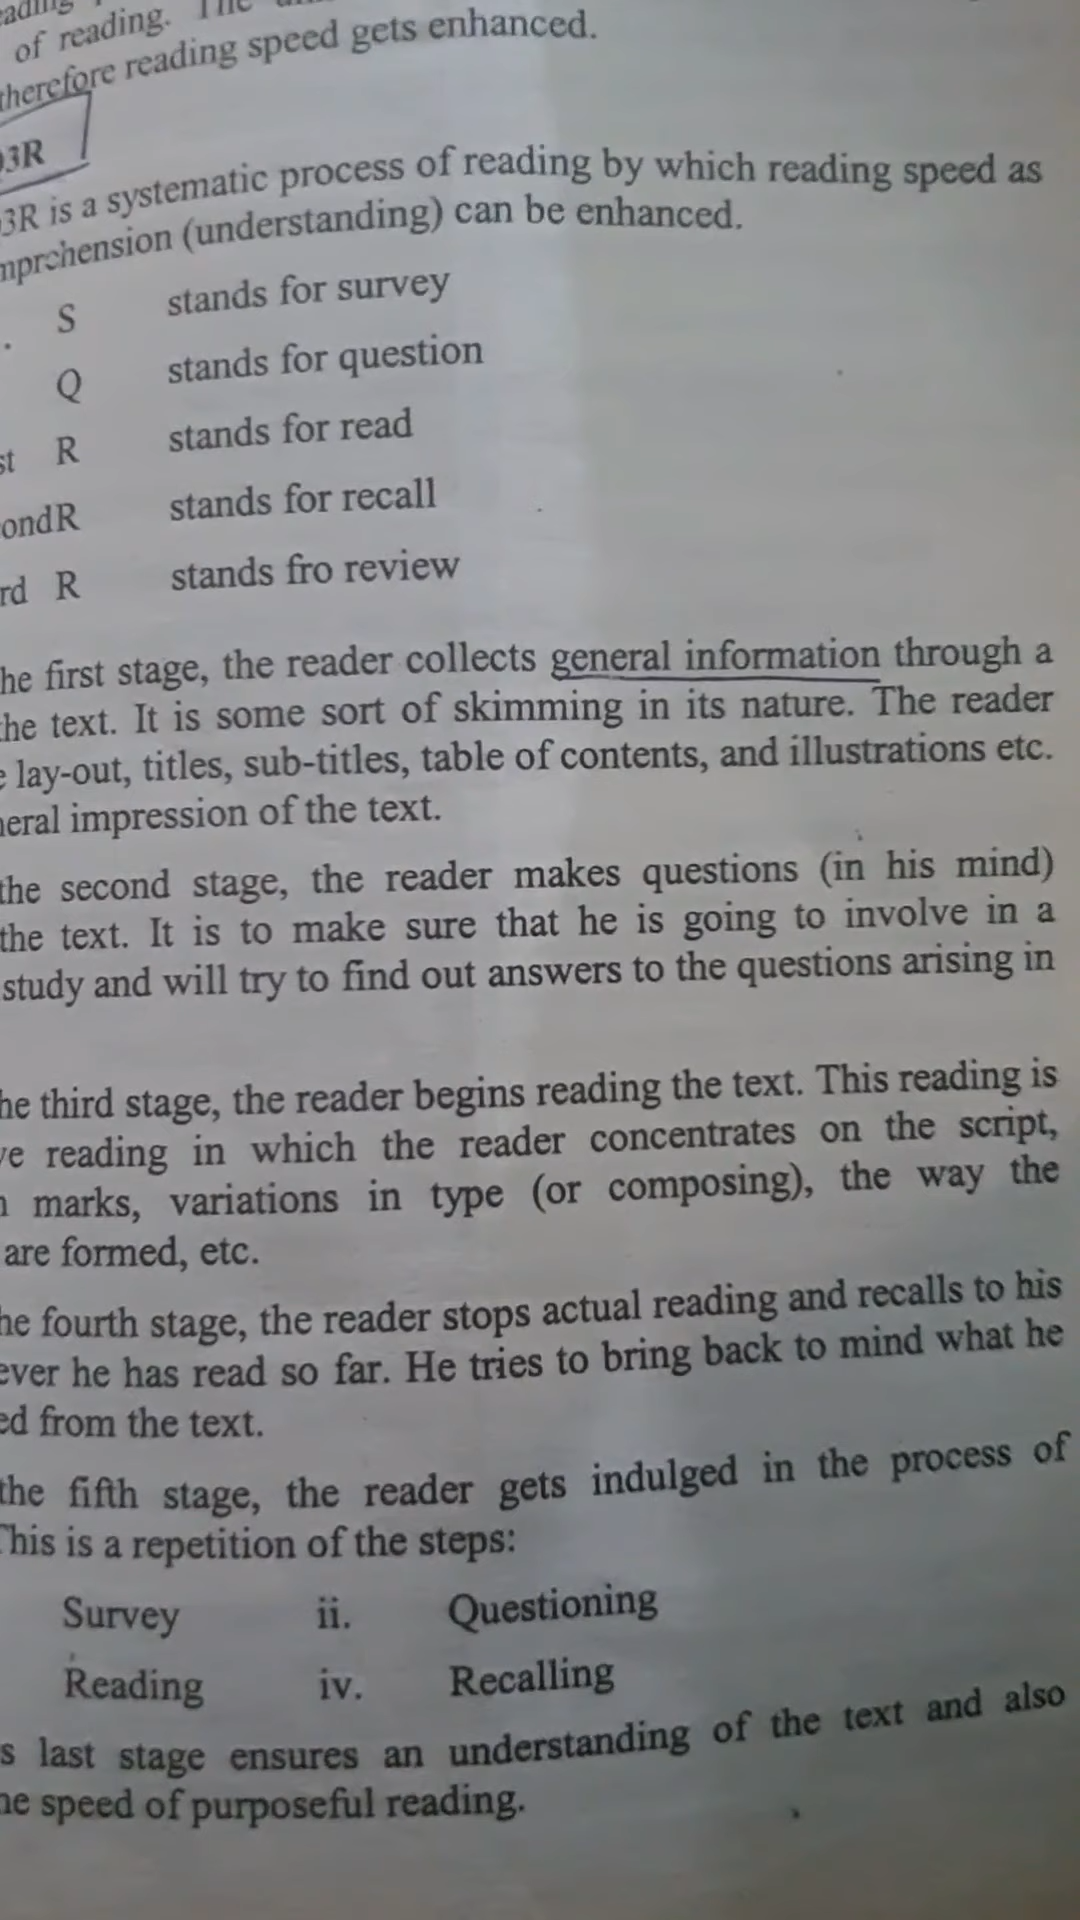 of reading.
therefore reading speed gets enhanced.
3R
3R is a systematic process of reading by which reading speed as
(understanding) can be enhanced.
S stands for survey
Q stands for question
st R stands for read
ond R stands for recall
rd R stands fro review
he first stage, the reader collects general information through a
the text. It is some sort of skimming in its nature. The reader
lay-out, titles, sub-titles, table of contents, and illustrations etc.
neral impression of the text.
the second stage, the reader makes questions (in his mind)
the text. It is to make sure that he is going to involve in a
study and will try to find out answers to the questions arising in
he third stage, the reader begins reading the text. This reading is
ve reading in which the reader concentrates on the script,
marks, variations in type (or composing), the way the
are formed, etc.
he fourth stage, the reader stops actual reading and recalls to his
ever he has read so far. He tries to bring back to mind what he
ed from the text.
the fifth stage, the reader gets indulged in the process of
This is a repetition of the steps:
Survey ii. Questioning
Reading iv. Recalling
s last stage ensures an understanding of the text and also
he speed of purposeful reading.